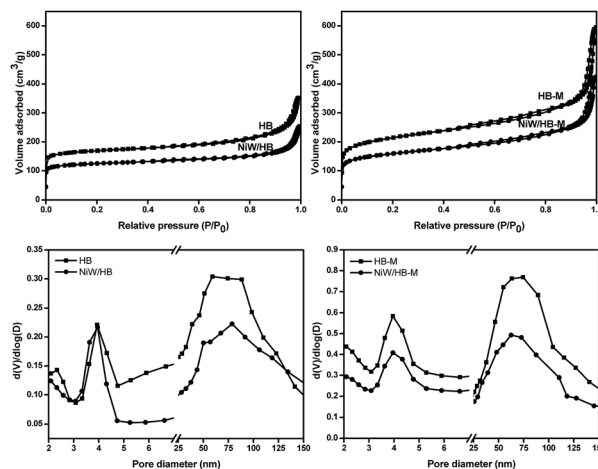 600
500
400
300
200
100
0
Volume adsorbed (cm³/g)
HB
NiW/HB
0.0 0.2 0.4 0.6 0.8 1.0
Relative pressure (P/P0)
600
500
400
300
200
100
0
Volume adsorbed (cm³/g)
HB-M
NiW/HB-M
0.0 0.2 0.4 0.6 0.8 1.0
Relative pressure (P/P0)
0.35
0.30
0.25
0.20
0.15
0.10
0.05
d(V)/dlog(D)
HB
NiW/HB
2 3 4 5 6 25 50 75 100 125 150
Pore diameter (nm)
1.0
0.8
0.6
0.4
0.2
0.0
d(V)/dlog(D)
HB-M
NiW/HB-M
2 3 4 5 6 25 50 75 100 125 150
Pore diameter (nm)